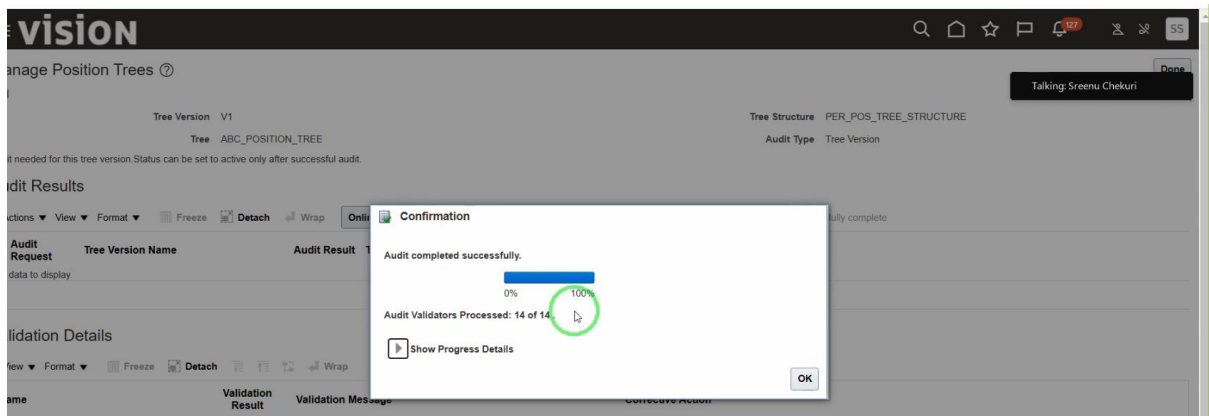 vision
127
SS
anage Position Trees
Done
Talking: Sreenu Chekuri
Tree Version V1
Tree Structure PER_POS_TREE_STRUCTURE
Tree ABC_POSITION_TREE
Audit Type Tree Version
it needed for this tree version.Status can be set to active only after successful audit.
udit Results
Actions View Format Freeze Detach Wrap Onli
fully complete
Audit Request Tree Version Name Audit Result T
data to display.
Confirmation
Audit completed successfully.
0% 100%
Audit Validators Processed: 14 of 14.
Show Progress Details
OK
lidation Details
View Format Freeze Detach Wrap
ame Validation Result Validation Message Corrective Action